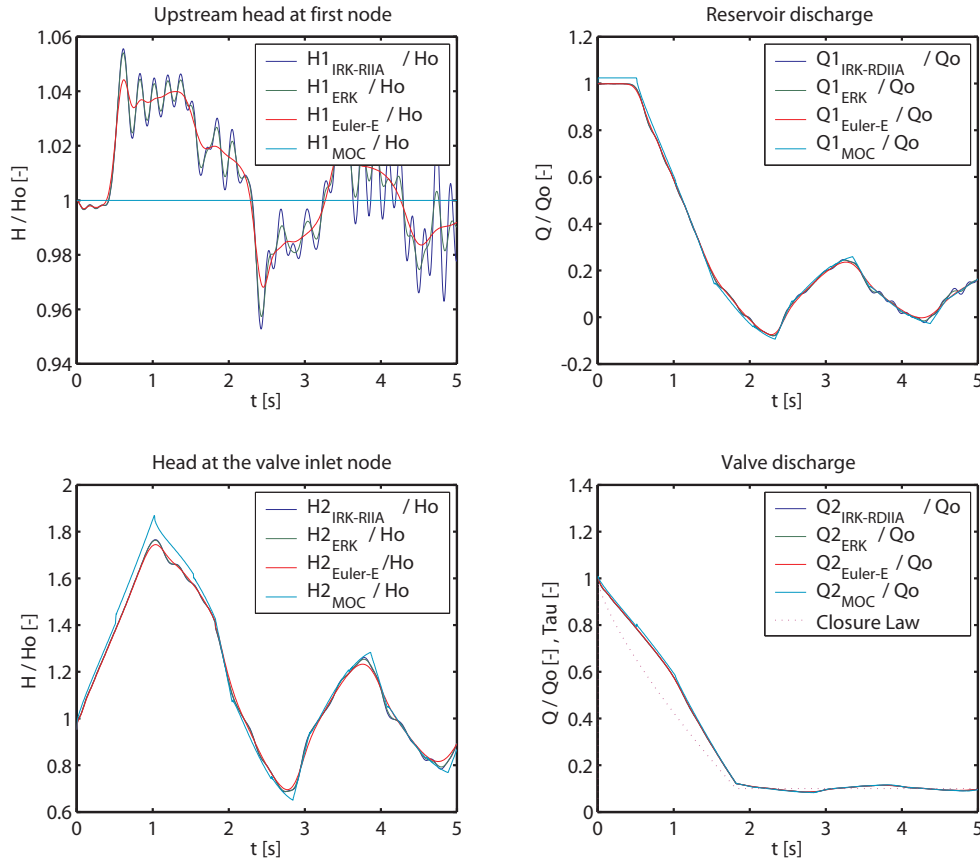 Upstream head at first node
H / Ho [-]
1.06
1.04
1.02
1
0.98
0.96
0.94
0 1 2 3 4 5
t [s]
H1IRK-RIIA / Ho
H1ERK / Ho
H1Euler-E / Ho
H1MOC / Ho
Reservoir discharge
Q / Qo [-]
1.2
1
0.8
0.6
0.4
0.2
0
-0.2
0 1 2 3 4 5
t [s]
Q1IRK-RDIIA / Qo
Q1ERK / Qo
Q1Euler-E / Qo
Q1MOC / Qo
Head at the valve inlet node
H / Ho [-]
2
1.8
1.6
1.4
1.2
1
0.8
0.6
0 1 2 3 4 5
t [s]
H2IRK-RIIA / Ho
H2ERK / Ho
H2Euler-E /Ho
H2MOC / Ho
Valve discharge
Q / Qo [-] , Tau [-]
1.4
1.2
1
0.8
0.6
0.4
0.2
0
0 1 2 3 4 5
t [s]
Q2IRK-RDIIA / Qo
Q2ERK / Qo
Q2Euler-E / Qo
Q2MOC / Qo
Closure Law